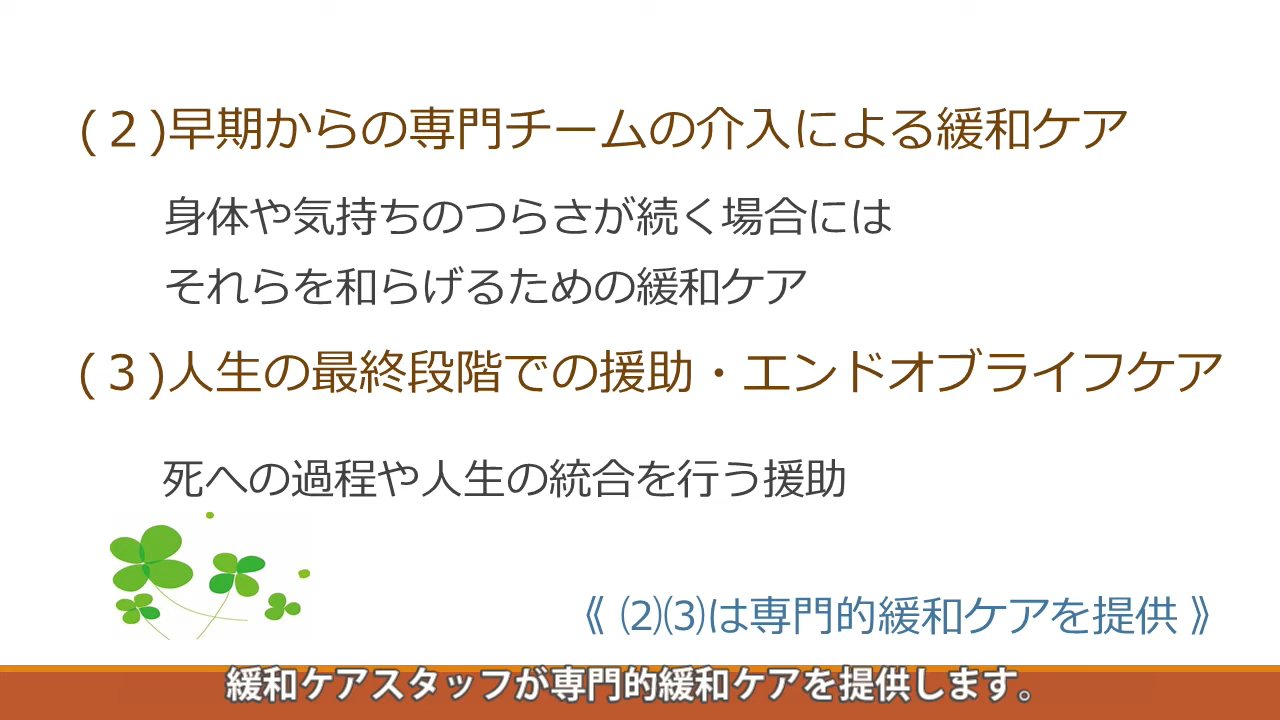 (２)早期からの専門チームの介入による緩和ケア
身体や気持ちのつらさが続く場合には
それらを和らげるための緩和ケア
(３)人生の最終段階での援助・エンドオブライフケア
死への過程や人生の統合を行う援助
《 ⑵⑶は専門的緩和ケアを提供 》
緩和ケアスタッフが専門的緩和ケアを提供します。